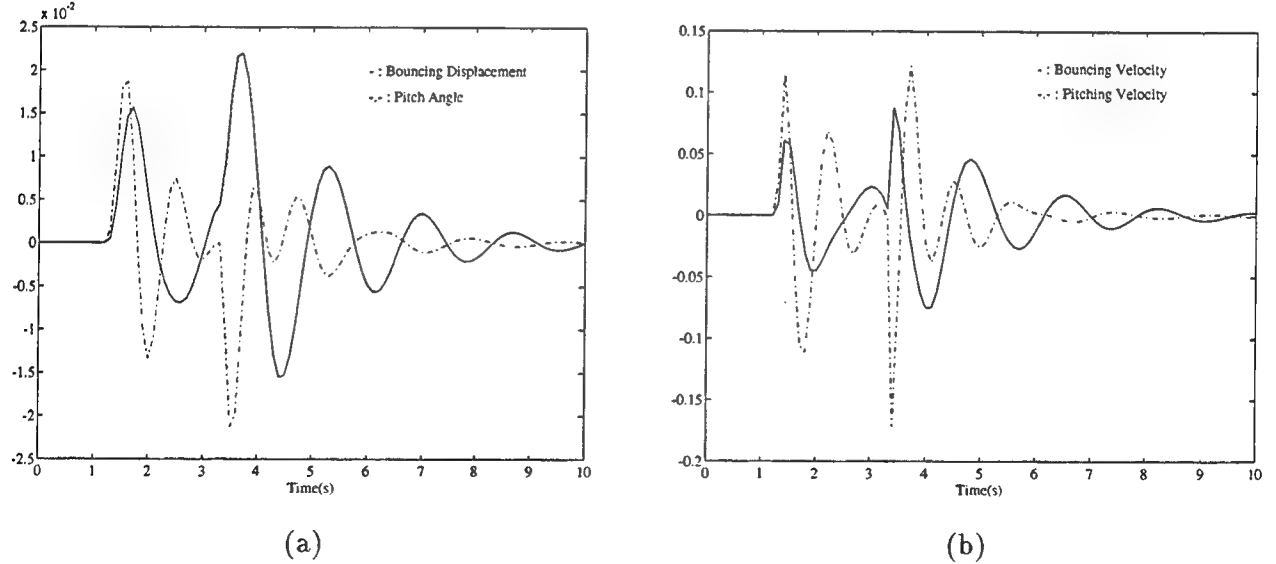 x 10⁻²
2.5
2
1.5
1
0.5
0
-0.5
-1
-1.5
-2
-2.5
- : Bouncing Displacement
-·- : Pitch Angle
0 1 2 3 4 5 6 7 8 9 10
Time(s)
(a)
0.15
0.1
0.05
0
-0.05
-0.1
-0.15
-0.2
- : Bouncing Velocity
-·- : Pitching Velocity
0 1 2 3 4 5 6 7 8 9 10
Time(s)
(b)